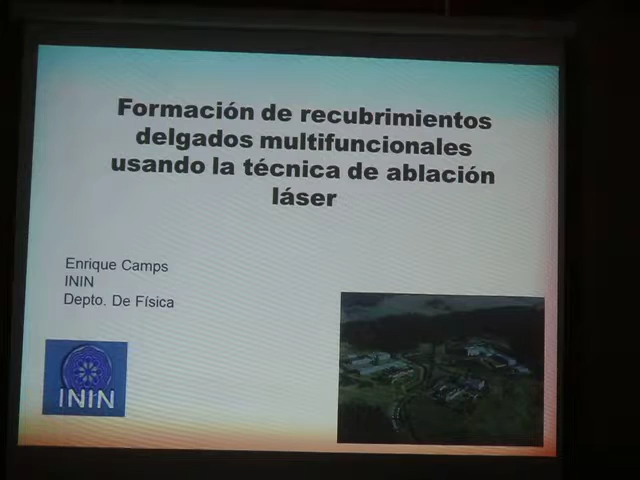 Formación de recubrimientos
delgados multifuncionales
usando la técnica de ablación
láser
Enrique Camps
ININ
Depto. De Física
ININ